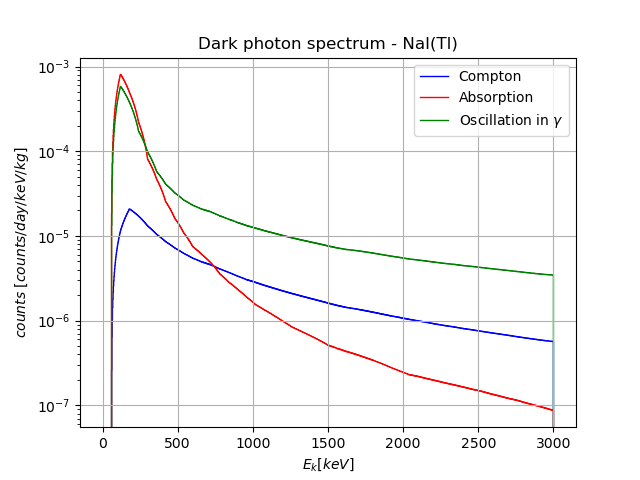 Dark photon spectrum - NaI(Tl)
10⁻³
10⁻⁴
10⁻⁵
10⁻⁶
10⁻⁷
counts [counts/day/keV/kg]
Compton
Absorption
Oscillation in γ
0 500 1000 1500 2000 2500 3000
Eₖ[keV]